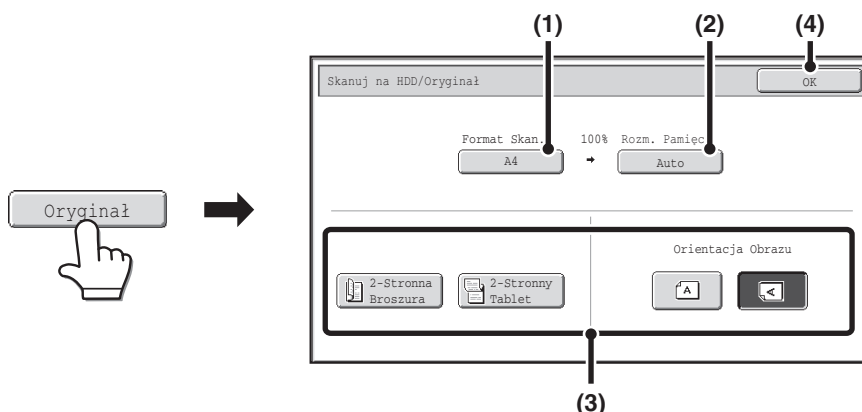 (1) (2) (4)
Skanuj na HDD/Oryginał OK
Format Skan. 100% Rozm. Pamięc
A4 Auto
Oryginał
Orientacja Obrazu
2-Stronna
Broszura
2-Stronny
Tablet
A A
(3)